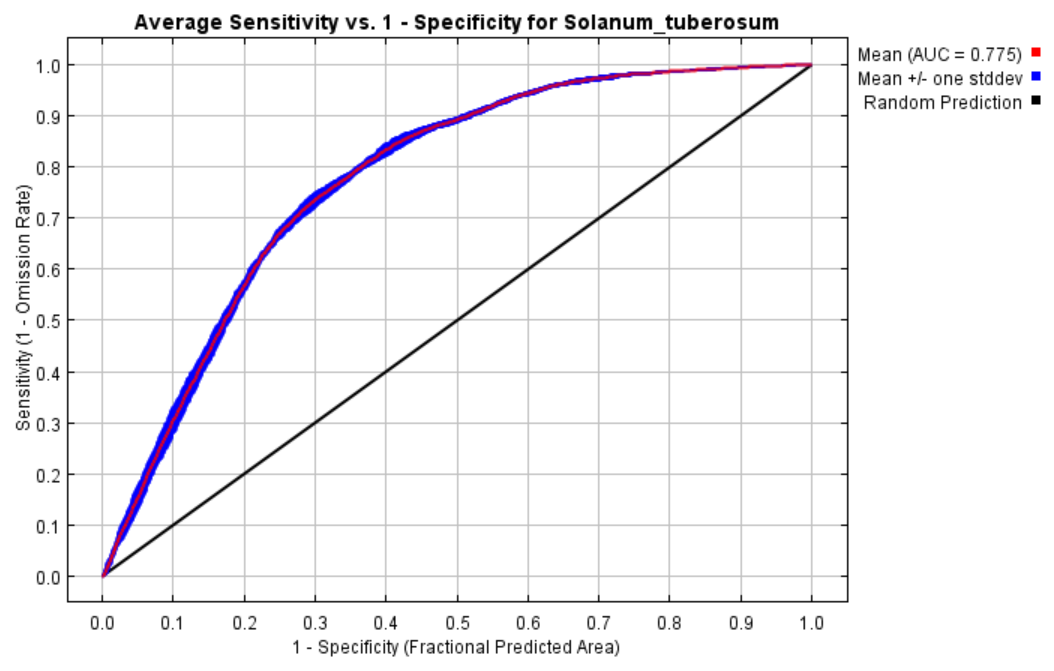 Average Sensitivity vs. 1 - Specificity for Solanum_tuberosum
Mean (AUC = 0.775)
Mean +/- one stddev
Random Prediction
Sensitivity (1 - Omission Rate)
1.0
0.9
0.8
0.7
0.6
0.5
0.4
0.3
0.2
0.1
0.0
0.0 0.1 0.2 0.3 0.4 0.5 0.6 0.7 0.8 0.9 1.0
1 - Specificity (Fractional Predicted Area)